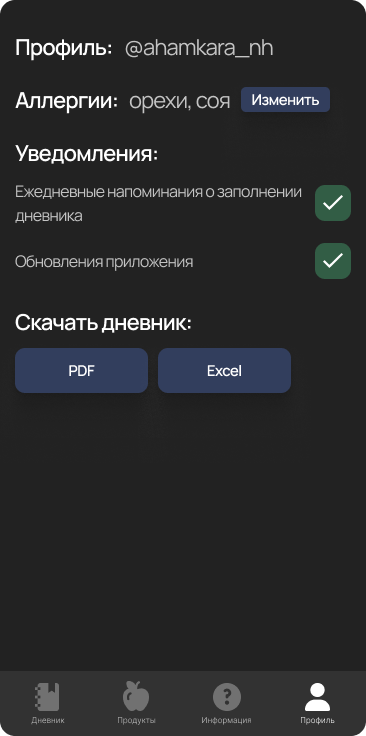 Профиль: @ahamkara_nh
Аллергии: орехи, соя Изменить
Уведомления:
Ежедневные напоминания о заполнении
дневника
Обновления приложения
Скачать дневник:
PDF Excel
Дневник Продукты Информация Профиль